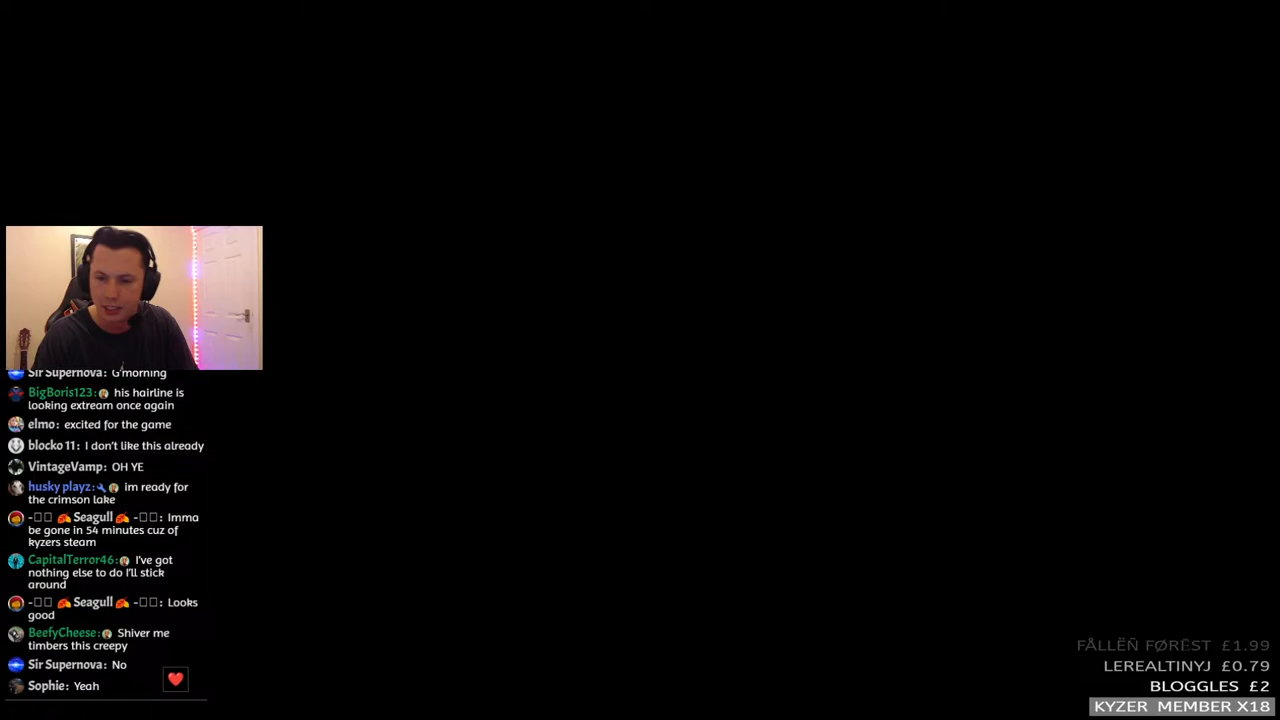 Sir Supernova: G'morning
BigBoris123: his hairline is
looking extream once again
elmo: excited for the game
blocko 11: I don't like this already
VintageVamp: OH YE
husky playz: im ready for
the crimson lake
-□□ 🍂 Seagull 🍂 -□□: Imma
be gone in 54 minutes cuz of
kyzers steam
CapitalTerror46: I've got
nothing else to do I'll stick
around
-□□ 🍂 Seagull 🍂 -□□: Looks
good
BeefyCheese: Shiver me
timbers this creepy
Sir Supernova: No
Sophie: Yeah
FÅLLËÑ FØRËST £1.99
LEREALTINYJ £0.79
BLOGGLES £2
KYZER MEMBER X18